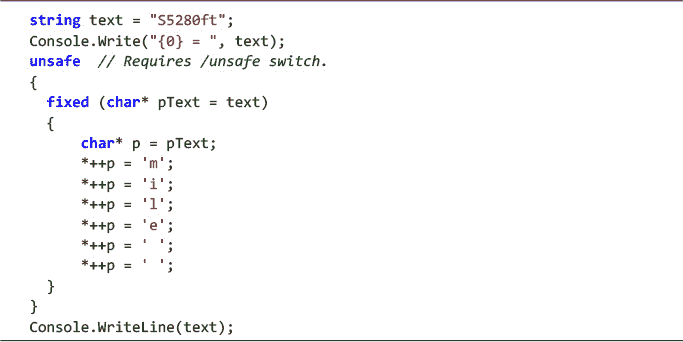 string text = "S5280ft";
Console.Write("{0} = ", text);
unsafe  // Requires /unsafe switch.
{
  fixed (char* pText = text)
  {
      char* p = pText;
      *++p = 'm';
      *++p = 'i';
      *++p = 'l';
      *++p = 'e';
      *++p = ' ';
      *++p = ' ';
  }
}
Console.WriteLine(text);